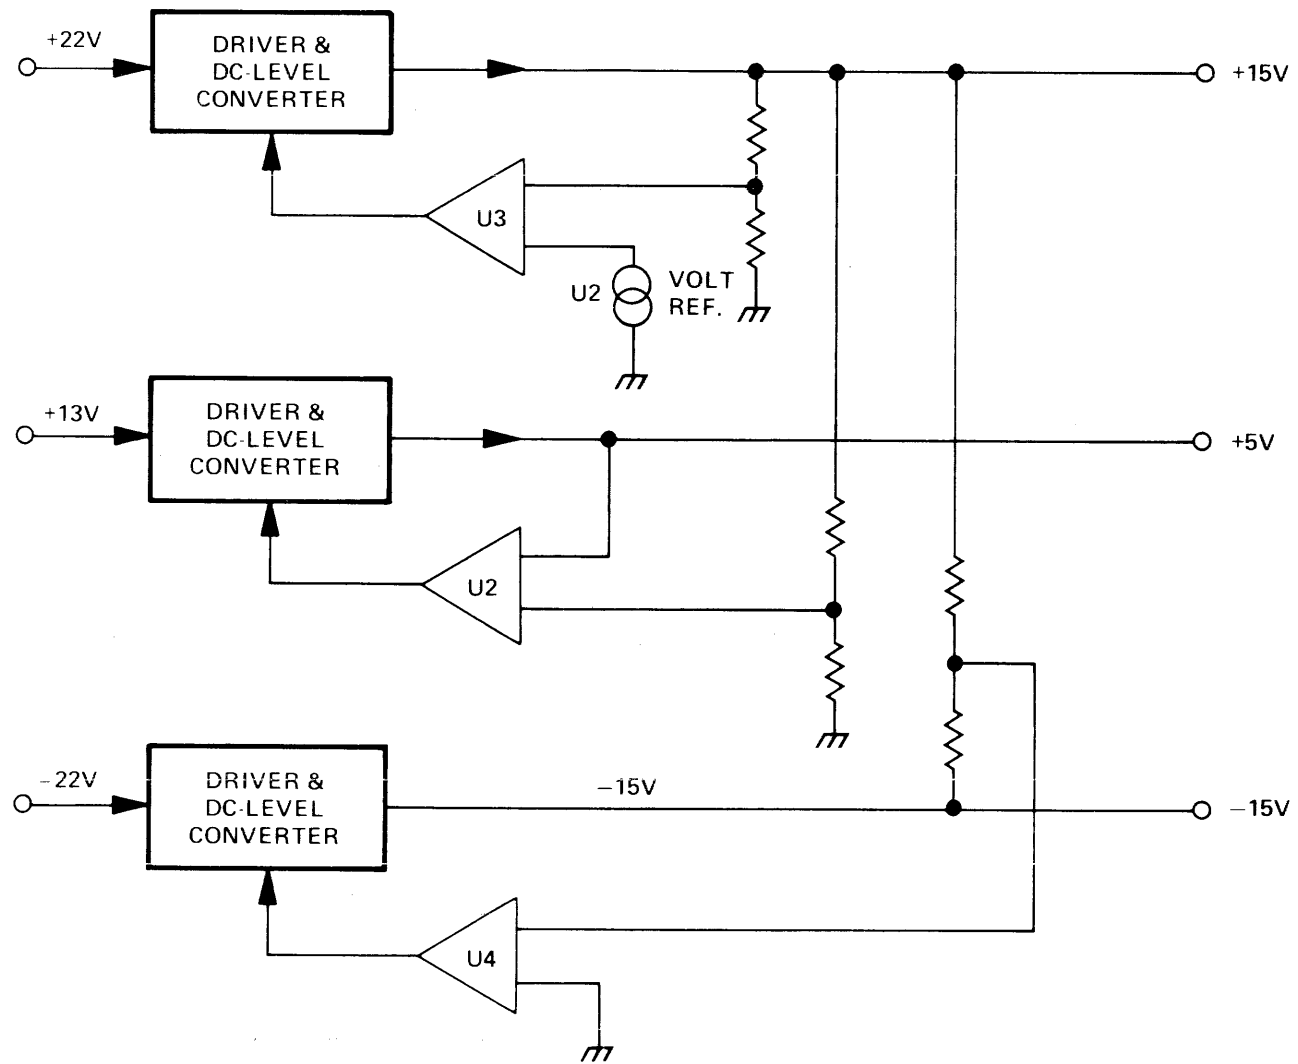 +22V
DRIVER &
DC-LEVEL
CONVERTER
+15V
U3
U2
VOLT
REF.
+13V
DRIVER &
DC-LEVEL
CONVERTER
+5V
U2
−22V
DRIVER &
DC-LEVEL
CONVERTER
−15V
−15V
U4